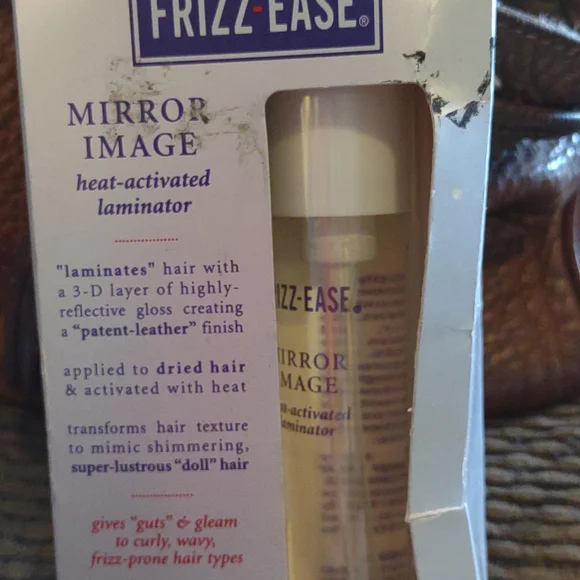 FRIZZ-EASE®
MIRROR
IMAGE
heat-activated
laminator
"laminates" hair with
a 3-D layer of highly-
reflective gloss creating
a "patent-leather" finish
applied to dried hair
& activated with heat
transforms hair texture
to mimic shimmering,
super-lustrous "doll" hair
gives "guts" & gleam
to curly, wavy,
frizz-prone hair types
IZZ-EASE.
IRROR
MAGE
-activated
laminator